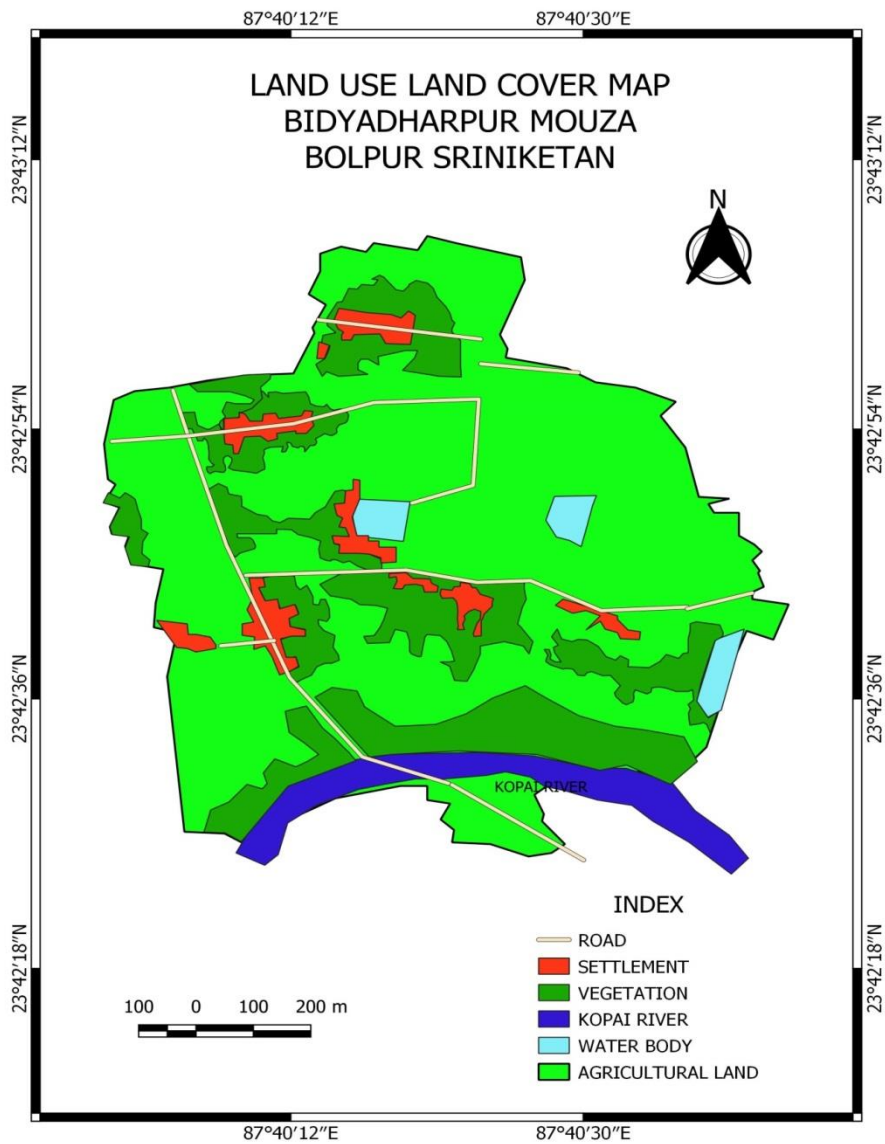 87°40'12"E 87°40'30"E
LAND USE LAND COVER MAP
BIDYADHARPUR MOUZA
BOLPUR SRINIKETAN
23°43'12"N 23°43'12"N
N
23°42'54"N 23°42'54"N
23°42'36"N 23°42'36"N
KOPAI RIVER
INDEX
ROAD
SETTLEMENT
VEGETATION
KOPAI RIVER
WATER BODY
AGRICULTURAL LAND
23°42'18"N 23°42'18"N
100 0 100 200 m
87°40'12"E 87°40'30"E